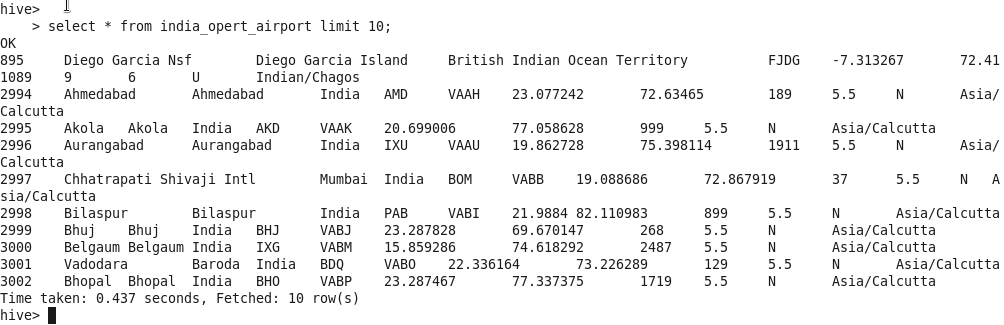 hive>
    > select * from india_opert_airport limit 10;
OK
895    Diego Garcia Nsf        Diego Garcia Island     British Indian Ocean Territory          FJDG    -7.313267       72.41
1089    9       6       U       Indian/Chagos
2994    Ahmedabad       Ahmedabad       India   AMD     VAAH    23.077242       72.63465        189     5.5     N       Asia/
Calcutta
2995    Akola   Akola   India   AKD     VAAK    20.699006       77.058628       999     5.5     N       Asia/Calcutta
2996    Aurangabad      Aurangabad      India   IXU     VAAU    19.862728       75.398114       1911    5.5     N       Asia/
Calcutta
2997    Chhatrapati Shivaji Intl        Mumbai  India   BOM     VABB    19.088686       72.867919       37      5.5     N   A
sia/Calcutta
2998    Bilaspur        Bilaspur        India   PAB     VABI    21.9884 82.110983       899     5.5     N       Asia/Calcutta
2999    Bhuj    Bhuj    India   BHJ     VABJ    23.287828       69.670147       268     5.5     N       Asia/Calcutta
3000    Belgaum Belgaum India   IXG     VABM    15.859286       74.618292       2487    5.5     N       Asia/Calcutta
3001    Vadodara        Baroda  India   BDQ     VABO    22.336164       73.226289       129     5.5     N       Asia/Calcutta
3002    Bhopal  Bhopal  India   BHO     VABP    23.287467       77.337375       1719    5.5     N       Asia/Calcutta
Time taken: 0.437 seconds, Fetched: 10 row(s)
hive>